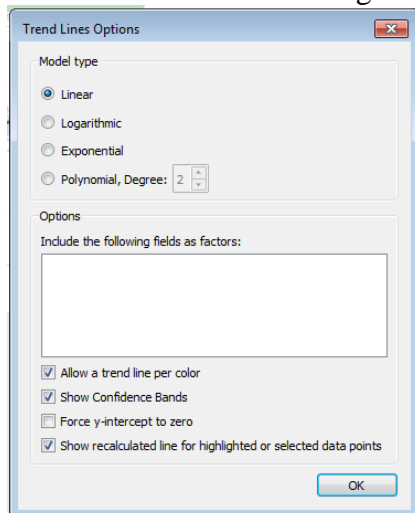 Trend Lines Options
Model type
Linear
Logarithmic
Exponential
Polynomial, Degree: 2
Options
Include the following fields as factors:
Allow a trend line per color
Show Confidence Bands
Force y-intercept to zero
Show recalculated line for highlighted or selected data points
OK